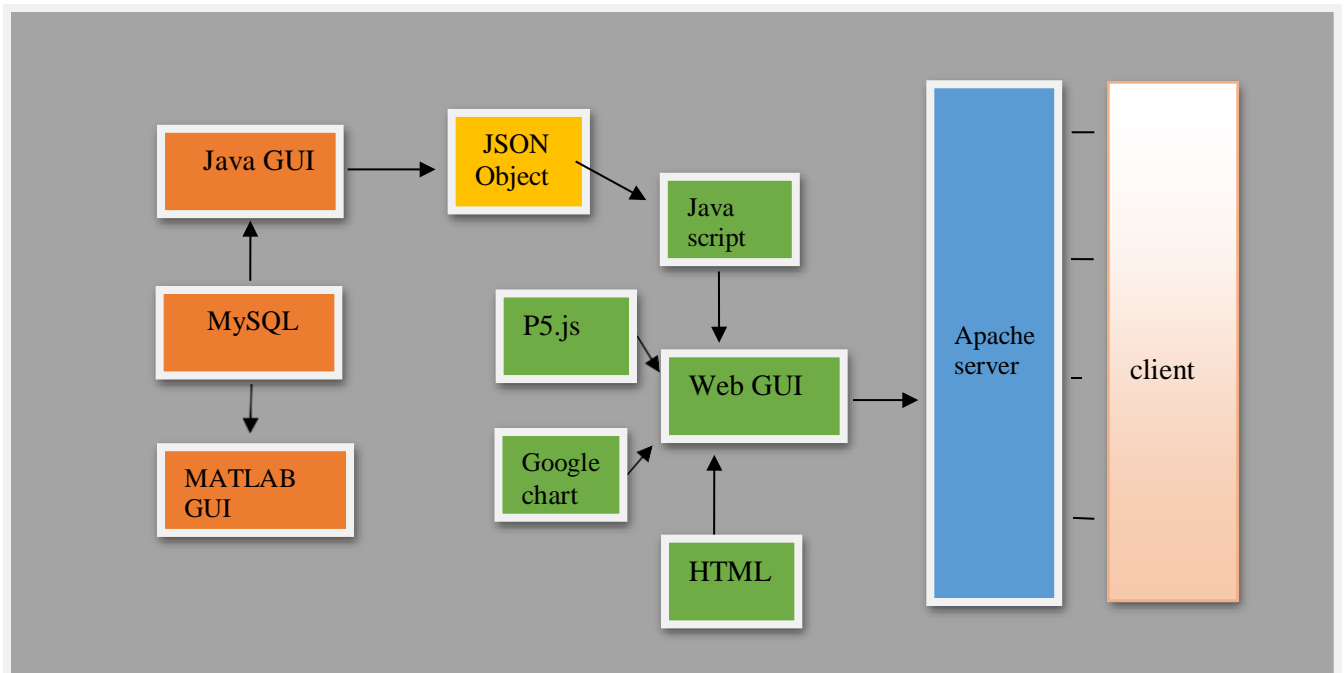 Java GUI
JSON
Object
Java
script
MySQL
P5.js
Web GUI
Apache
server
client
MATLAB
GUI
Google
chart
HTML